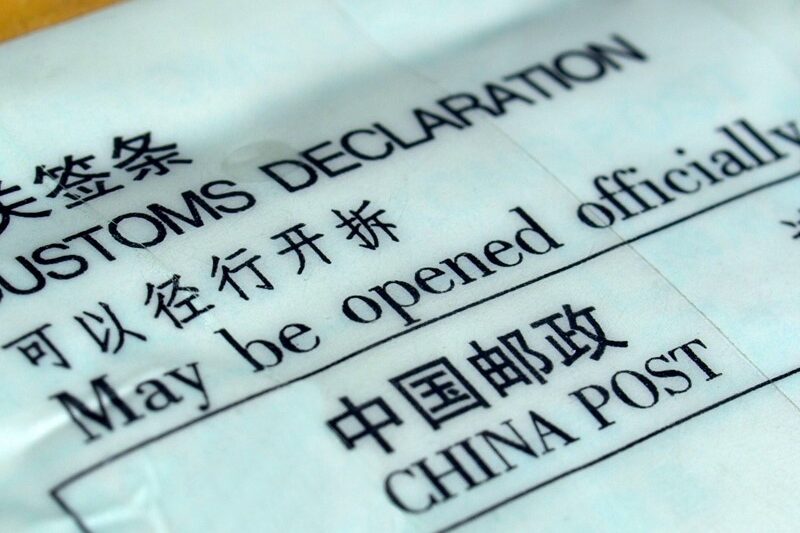 关签条
CUSTOMS DECLARATION
可以径行开拆
May be opened officially
中国邮政
CHINA POST